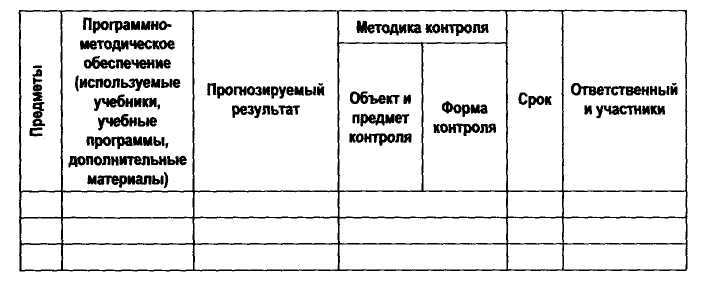 Предметы
Программно-
методическое
обеспечение
(используемые
учебники,
учебные
программы,
дополнительные
материалы)
Прогнозируемый
результат
Методика контроля
Объект и
предмет
контроля
Форма
контроля
Срок
Ответственный
и участники